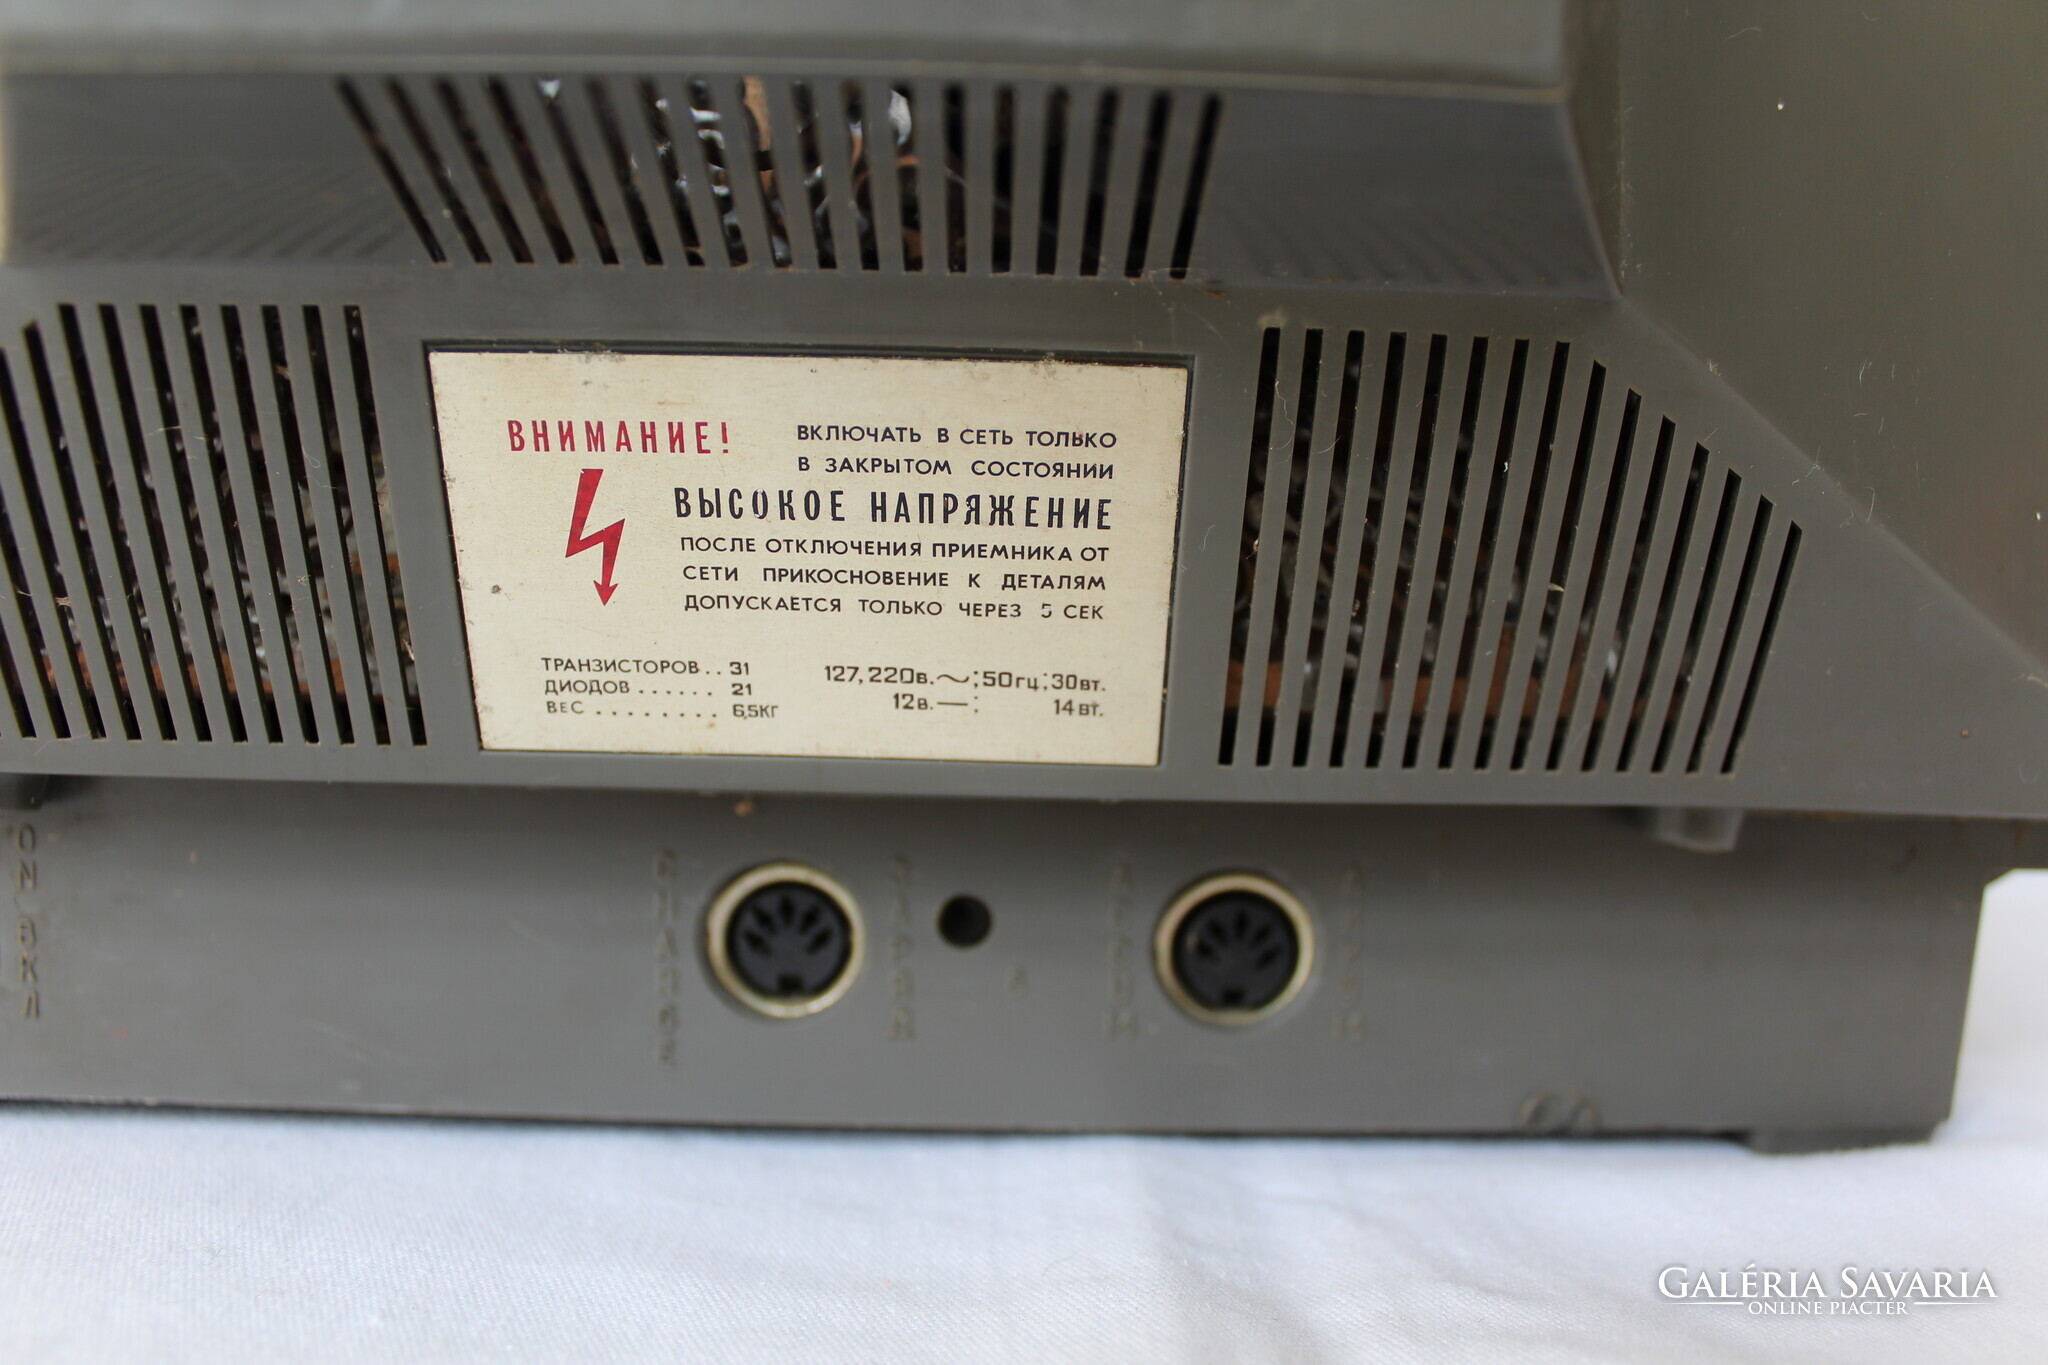 ВНИМАНИЕ!
ВКЛЮЧАТЬ В СЕТЬ ТОЛЬКО
В ЗАКРЫТОМ СОСТОЯНИИ
ВЫСОКОЕ НАПРЯЖЕНИЕ
ПОСЛЕ ОТКЛЮЧЕНИЯ ПРИЕМНИКА ОТ
СЕТИ ПРИКОСНОВЕНИЕ К ДЕТАЛЯМ
ДОПУСКАЕТСЯ ТОЛЬКО ЧЕРЕЗ 5 СЕК
ТРАНЗИСТОРОВ.. 31
ДИОДОВ ...... 21
ВЕС ........ 6,5КГ
127, 220в.~; 50гц; 30вт.
12в.—; 14вт.
ВКЛ
GALÉRIA SAVARIA
ONLINE PIACTÉR